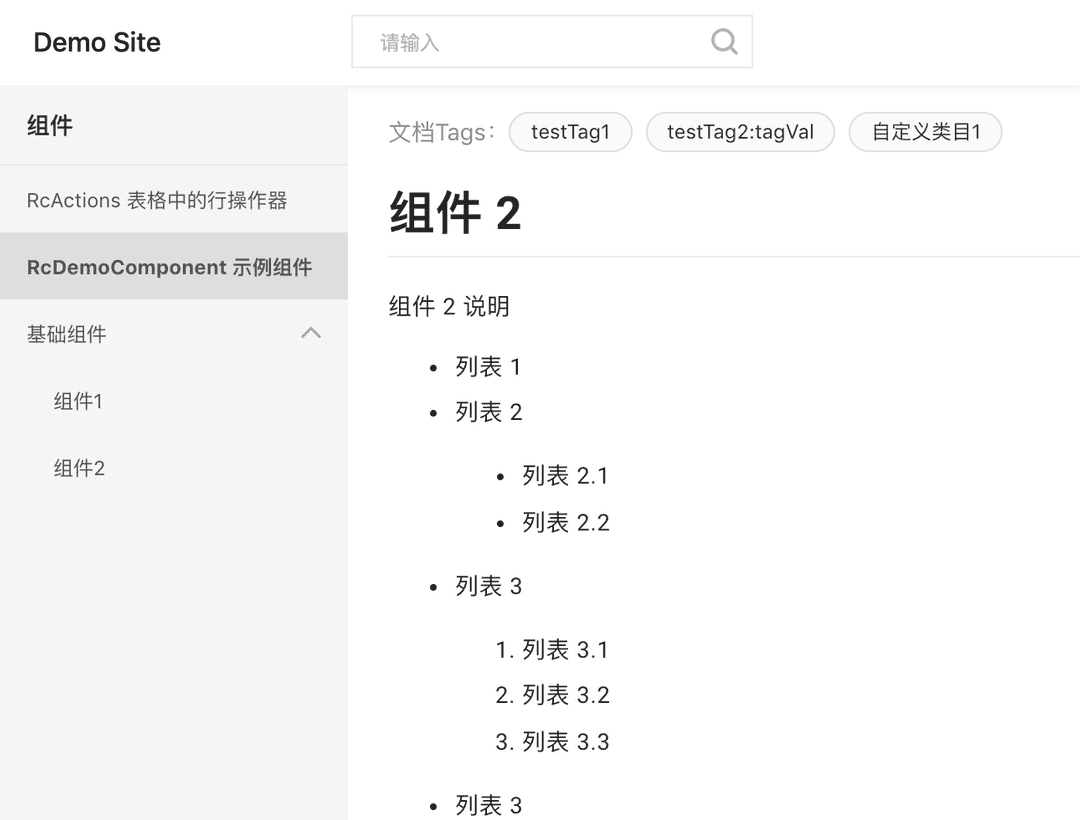 Demo Site
请输入
组件
RcActions 表格中的行操作器
RcDemoComponent 示例组件
基础组件
组件1
组件2
文档Tags：
testTag1
testTag2:tagVal
自定义类目1
组件 2
组件 2 说明
• 列表 1
• 列表 2
• 列表 2.1
• 列表 2.2
• 列表 3
1. 列表 3.1
2. 列表 3.2
3. 列表 3.3
• 列表 3